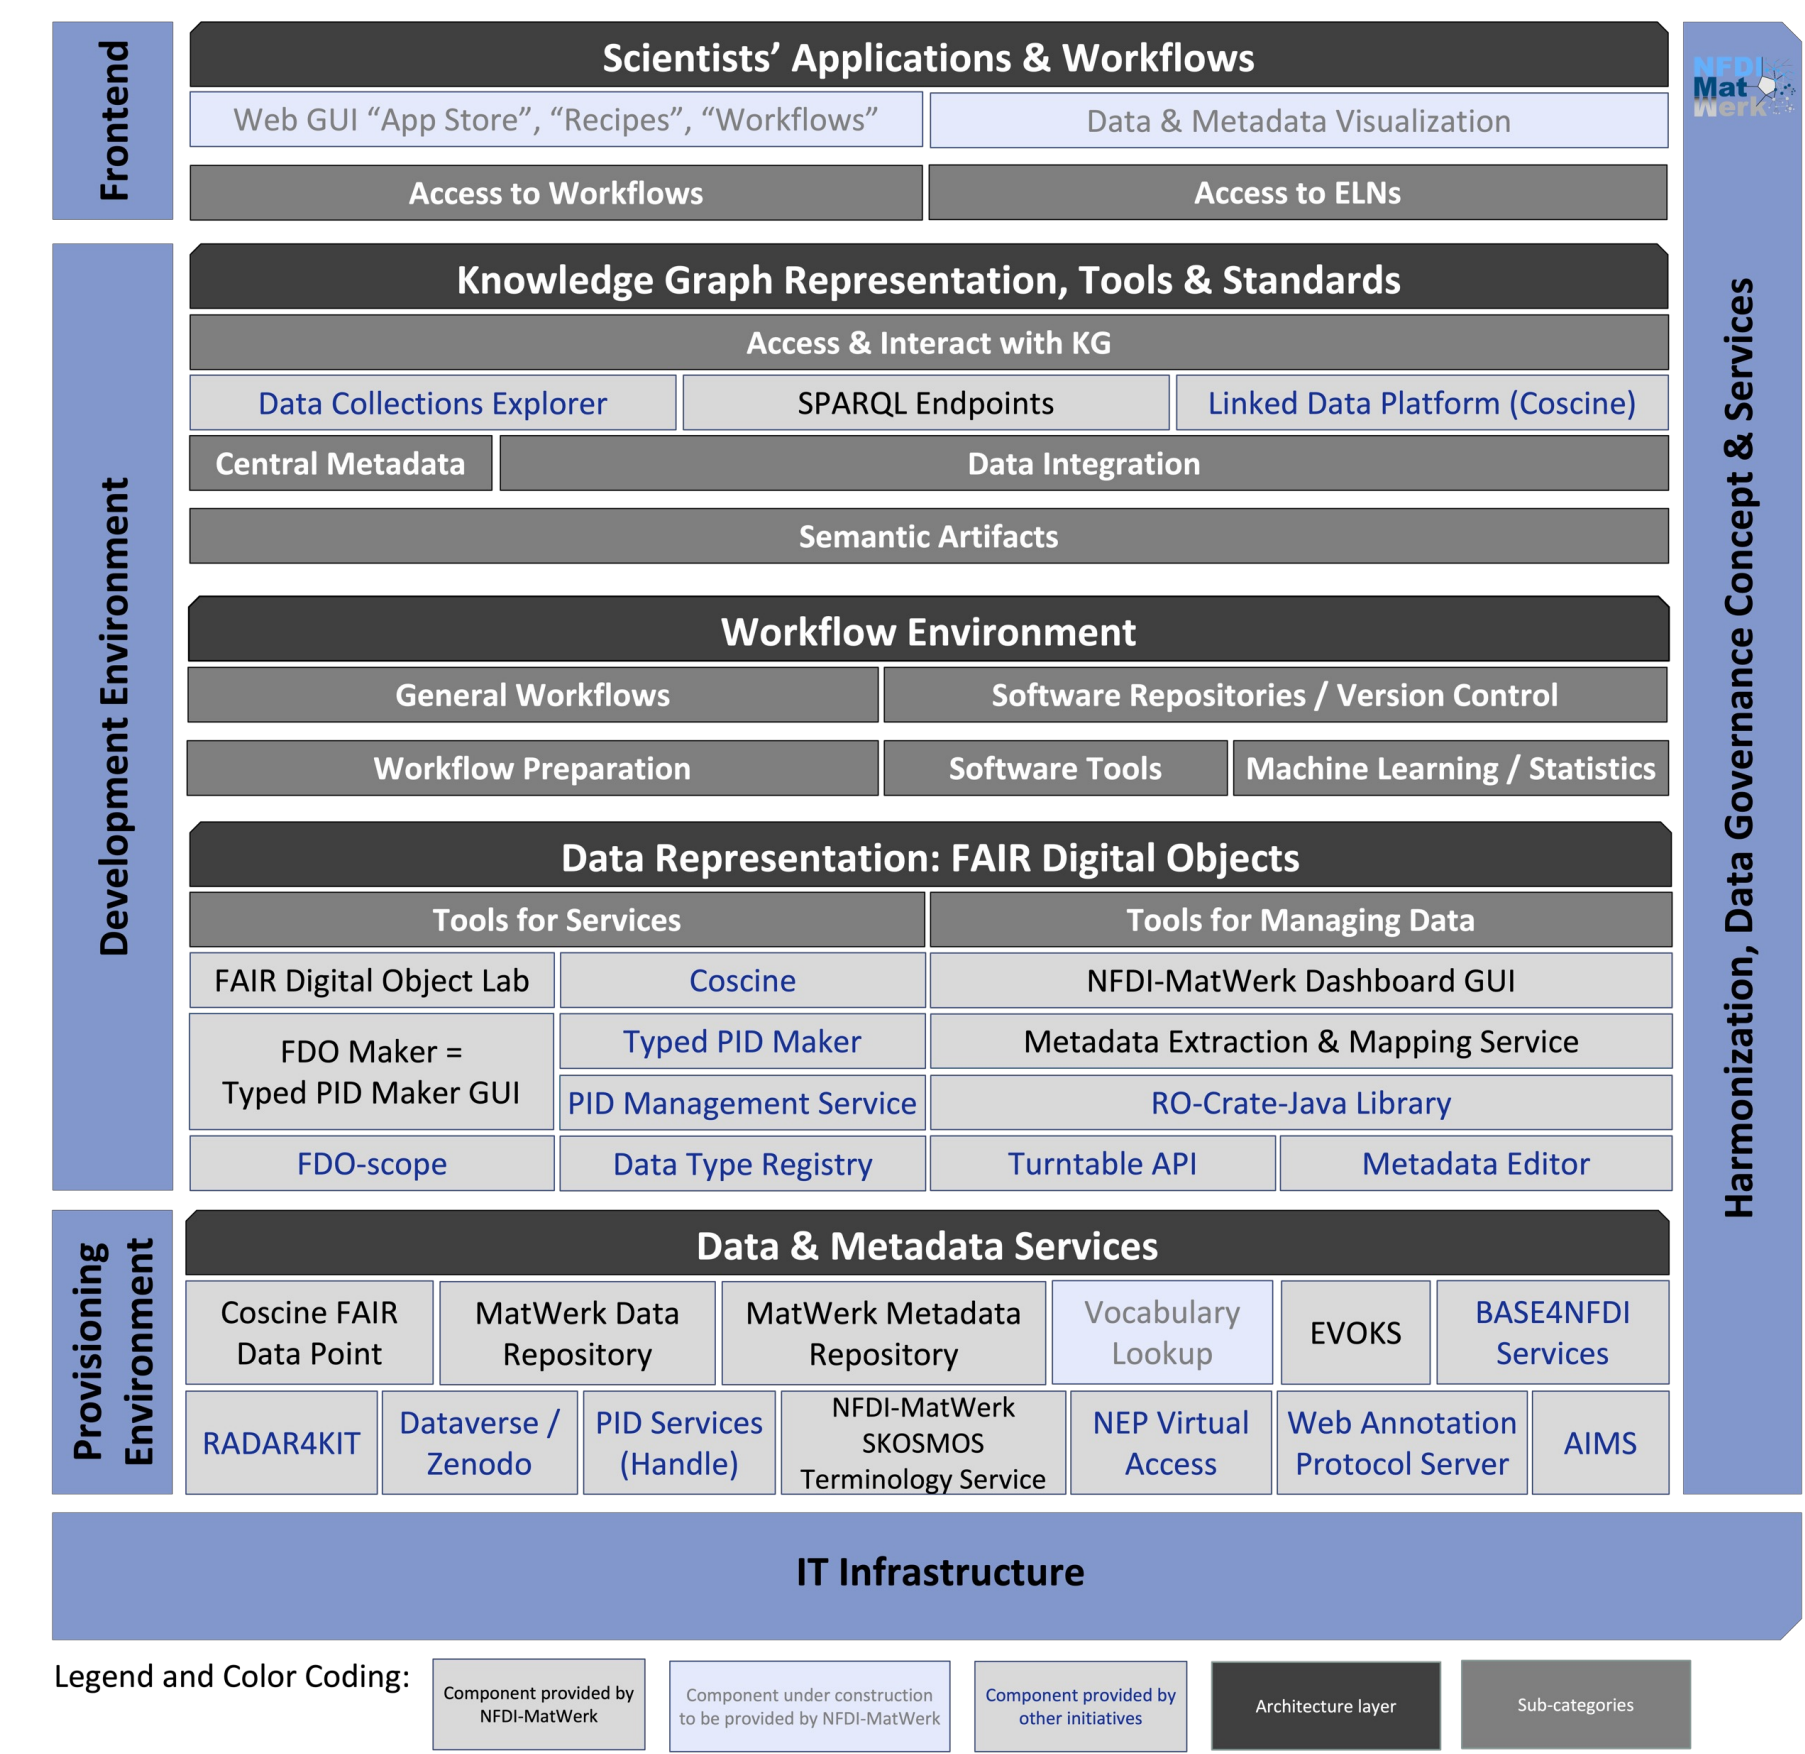 Frontend
Scientists’ Applications & Workflows
NFDI
Mat
Werk
Web GUI “App Store”, “Recipes”, “Workflows”
Data & Metadata Visualization
Access to Workflows
Access to ELNs
Harmonization, Data Governance Concept & Services
Development Environment
Knowledge Graph Representation, Tools & Standards
Access & Interact with KG
Data Collections Explorer
SPARQL Endpoints
Linked Data Platform (Coscine)
Central Metadata
Data Integration
Semantic Artifacts
Workflow Environment
General Workflows
Software Repositories / Version Control
Workflow Preparation
Software Tools
Machine Learning / Statistics
Data Representation: FAIR Digital Objects
Tools for Services
Tools for Managing Data
FAIR Digital Object Lab
Coscine
NFDI-MatWerk Dashboard GUI
FDO Maker =
Typed PID Maker GUI
Typed PID Maker
Metadata Extraction & Mapping Service
PID Management Service
RO-Crate-Java Library
FDO-scope
Data Type Registry
Turntable API
Metadata Editor
Provisioning
Environment
Data & Metadata Services
Coscine FAIR
Data Point
MatWerk Data
Repository
MatWerk Metadata
Repository
Vocabulary
Lookup
EVOKS
BASE4NFDI
Services
RADAR4KIT
Dataverse /
Zenodo
PID Services
(Handle)
NFDI-MatWerk
SKOSMOS
Terminology Service
NEP Virtual
Access
Web Annotation
Protocol Server
AIMS
IT Infrastructure
Legend and Color Coding:
Component provided by
NFDI-MatWerk
Component under construction
to be provided by NFDI-MatWerk
Component provided by
other initiatives
Architecture layer
Sub-categories